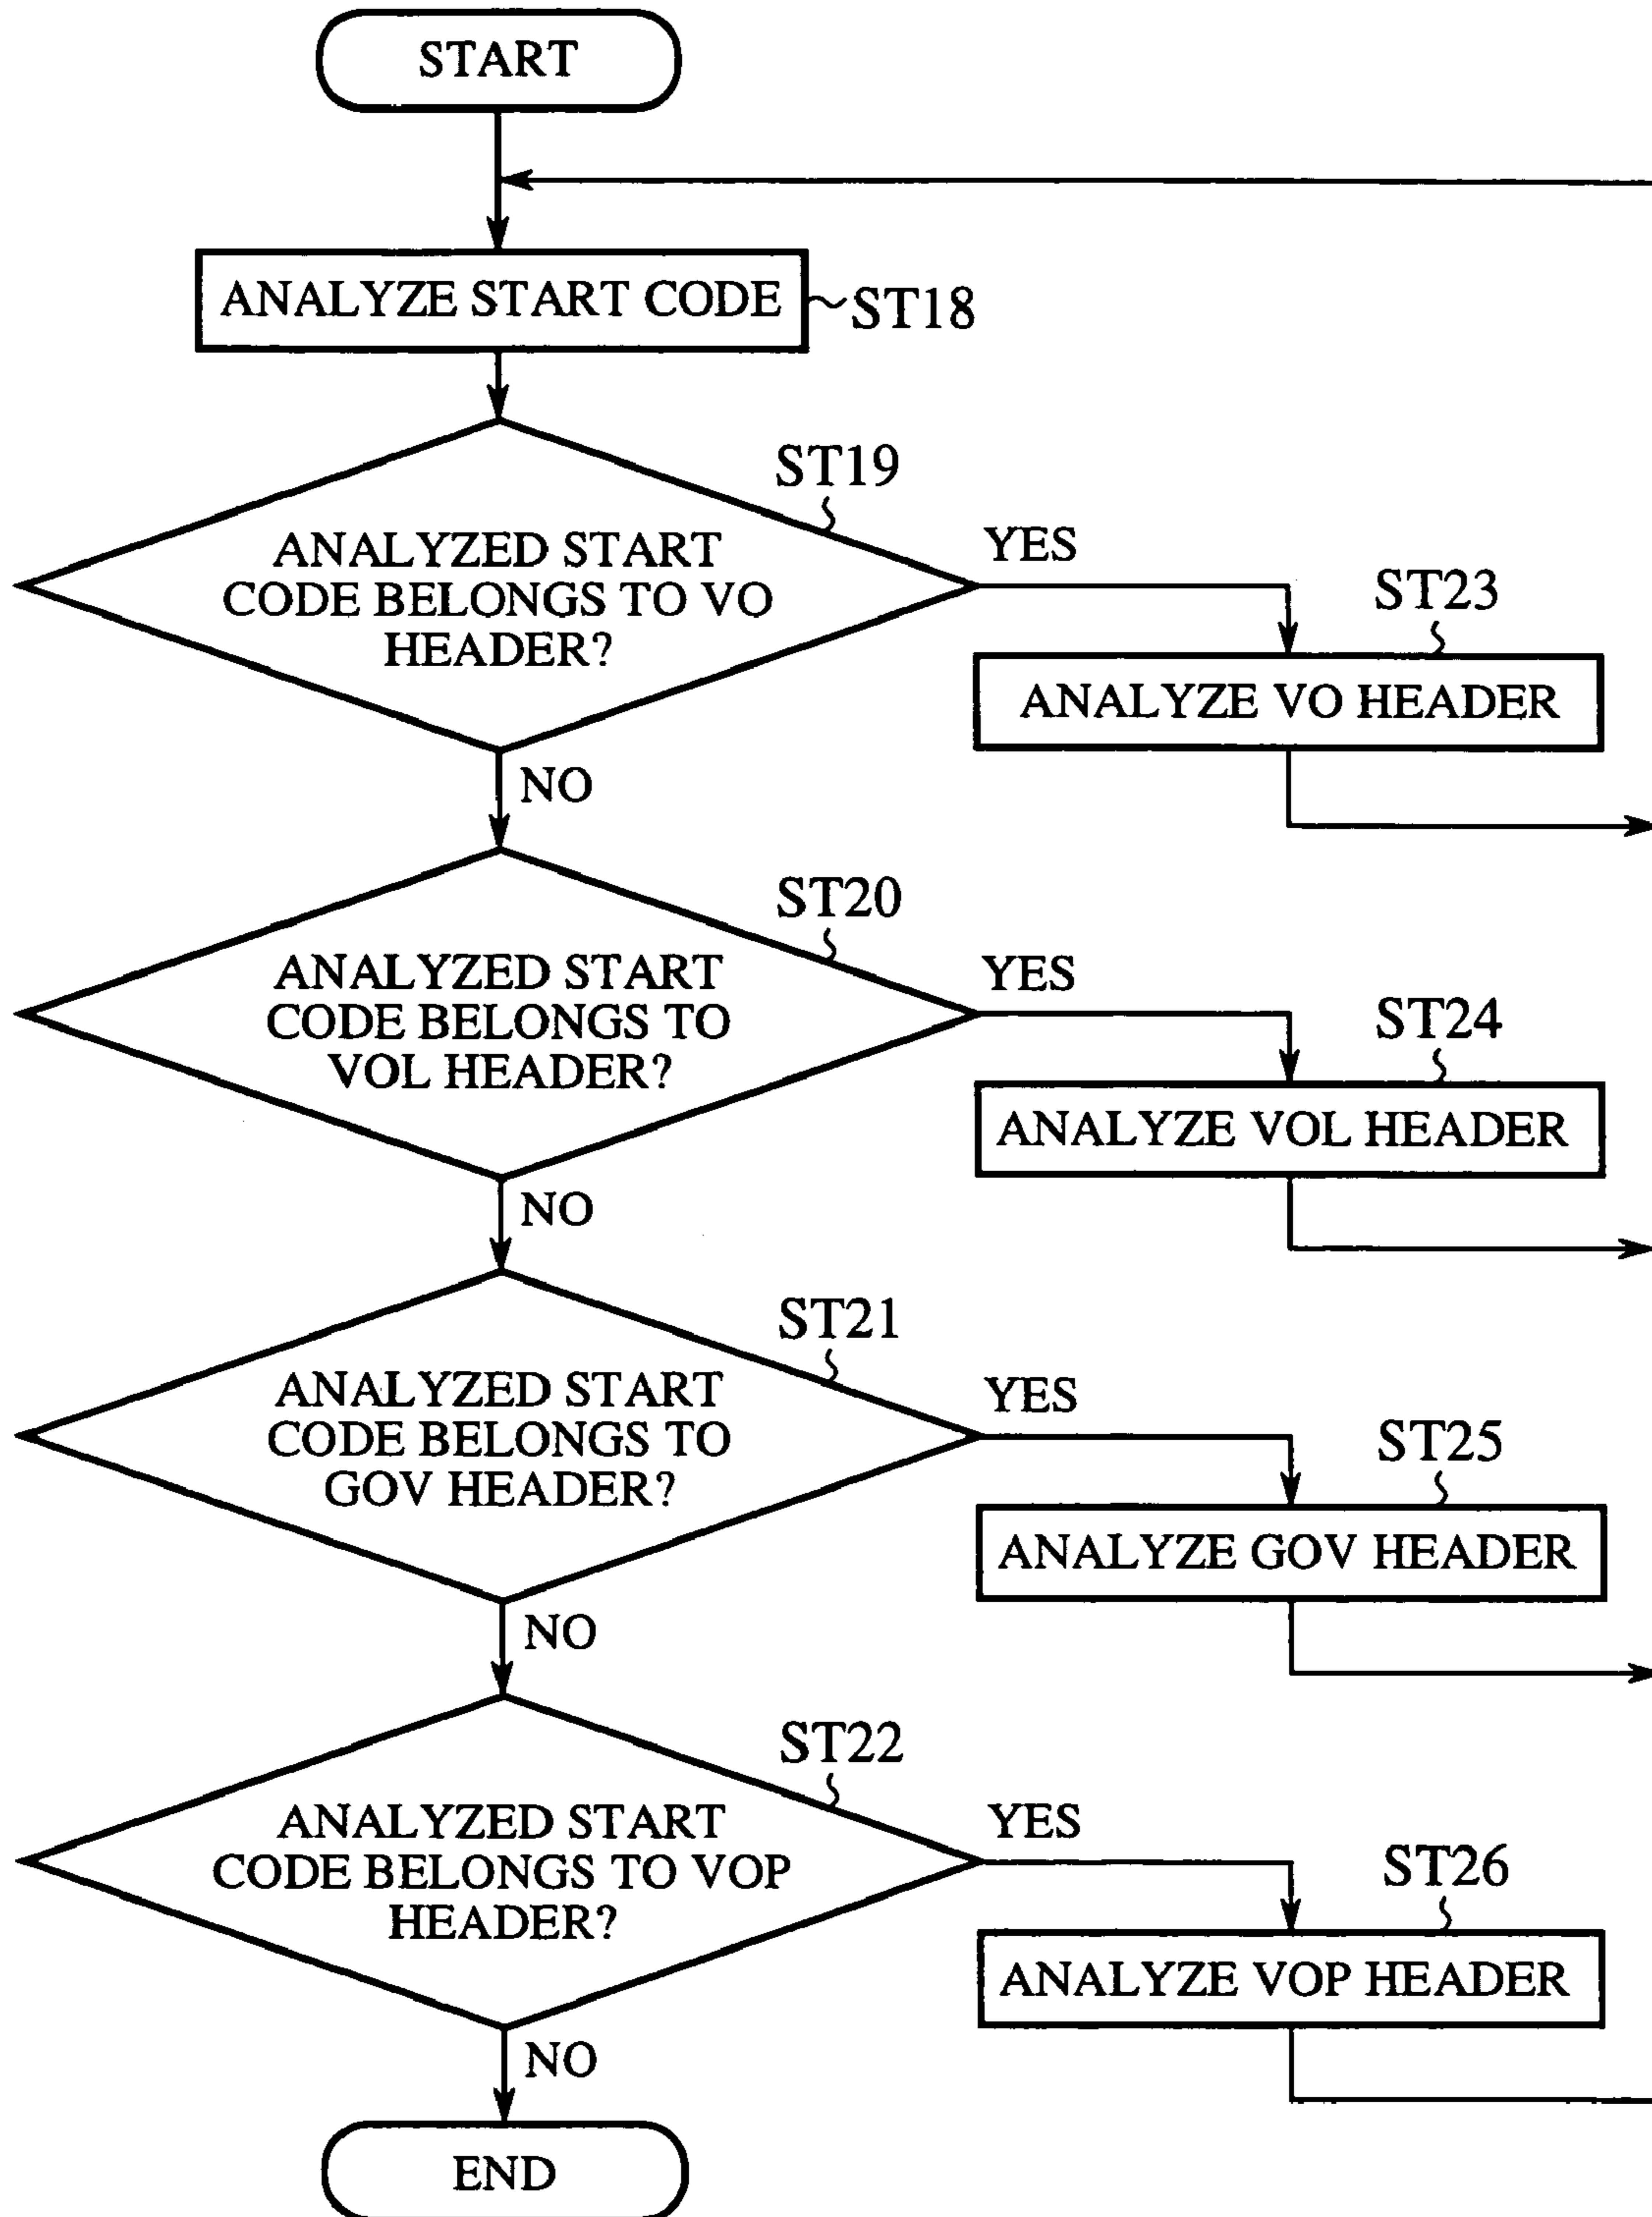 START
ANALYZE START CODE
ST18
ST19
ANALYZED START
CODE BELONGS TO VO
HEADER?
YES
ST23
ANALYZE VO HEADER
NO
ST20
ANALYZED START
CODE BELONGS TO
VOL HEADER?
YES
ST24
ANALYZE VOL HEADER
NO
ST21
ANALYZED START
CODE BELONGS TO
GOV HEADER?
YES
ST25
ANALYZE GOV HEADER
NO
ST22
ANALYZED START
CODE BELONGS TO VOP
HEADER?
YES
ST26
ANALYZE VOP HEADER
NO
END